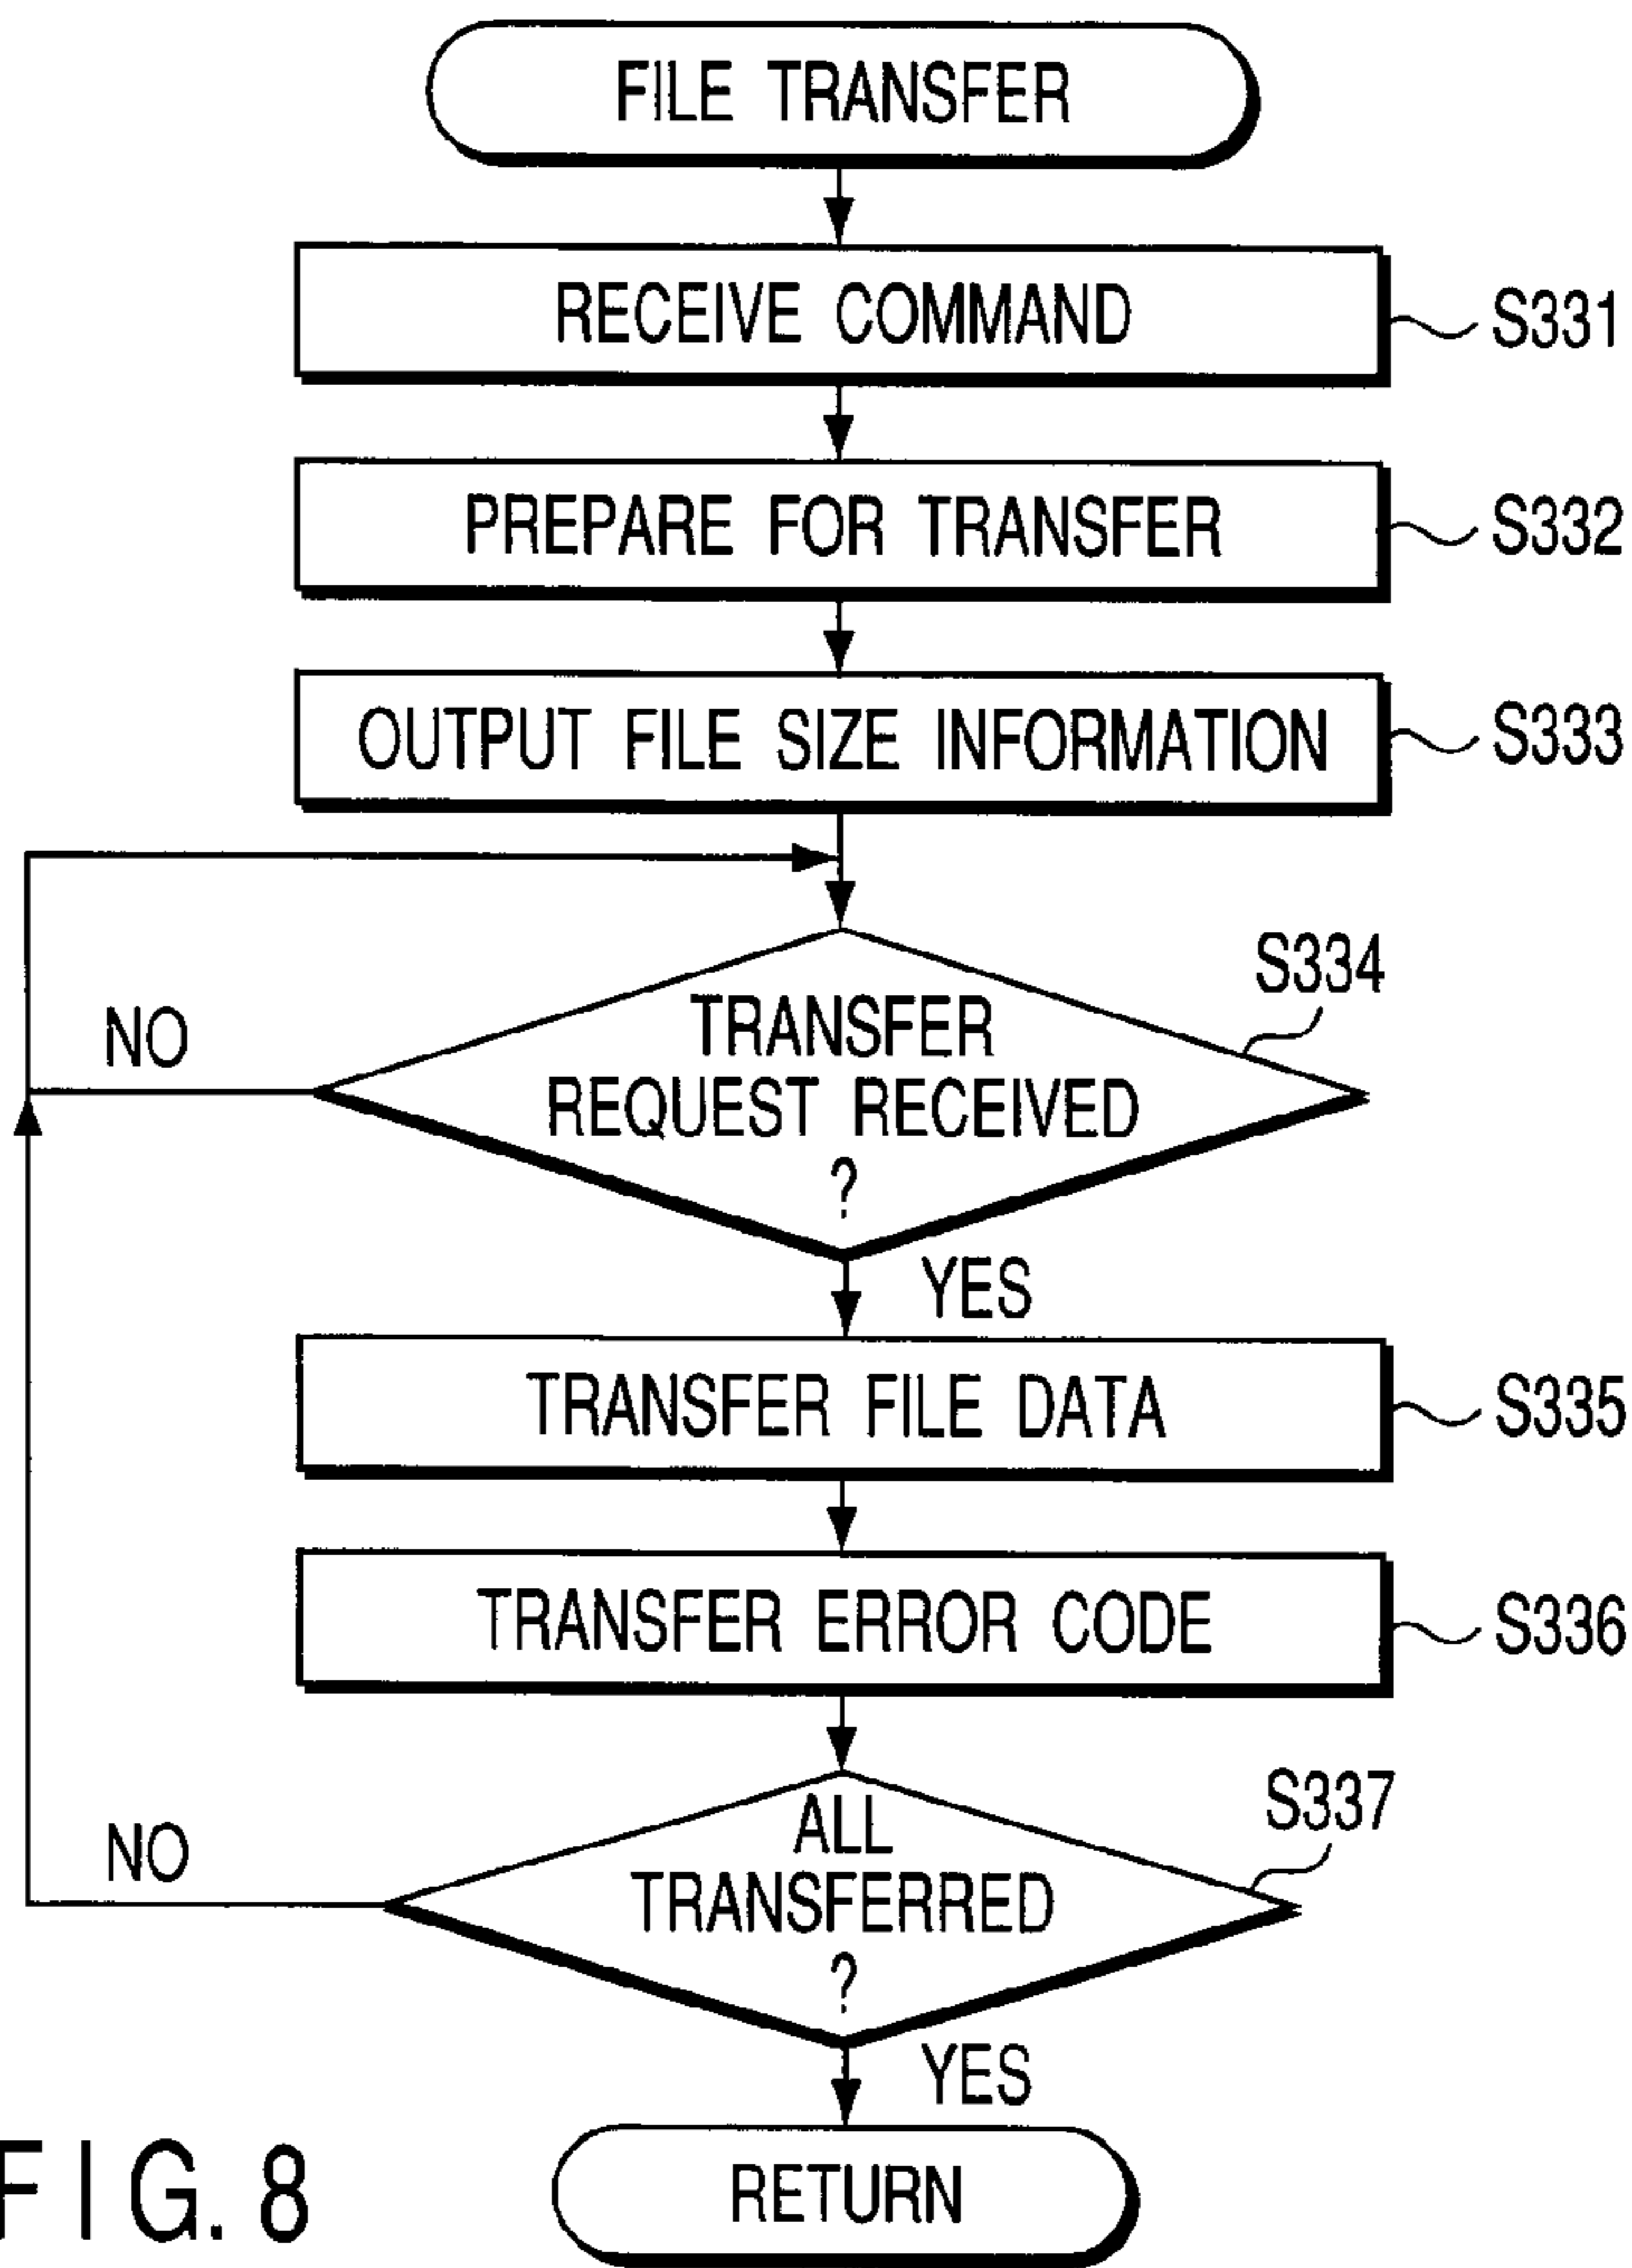 FILE TRANSFER
RECEIVE COMMAND
S331
PREPARE FOR TRANSFER
S332
OUTPUT FILE SIZE INFORMATION
S333
S334
NO
TRANSFER
REQUEST RECEIVED
?
YES
TRANSFER FILE DATA
S335
TRANSFER ERROR CODE
S336
S337
NO
ALL
TRANSFERRED
?
YES
RETURN
FIG. 8